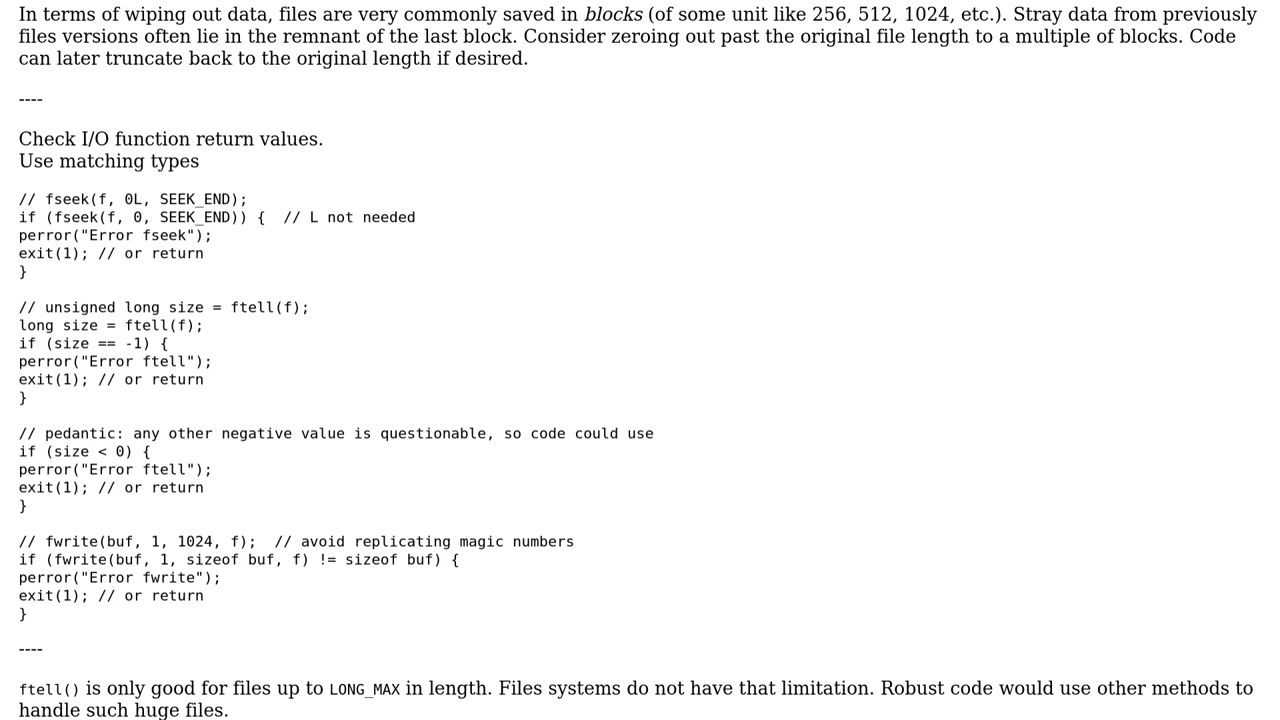 In terms of wiping out data, files are very commonly saved in blocks (of some unit like 256, 512, 1024, etc.). Stray data from previously
files versions often lie in the remnant of the last block. Consider zeroing out past the original file length to a multiple of blocks. Code
can later truncate back to the original length if desired.
----
Check I/O function return values.
Use matching types
// fseek(f, 0L, SEEK_END);
if (fseek(f, 0, SEEK_END)) {  // L not needed
perror("Error fseek");
exit(1); // or return
}
// unsigned long size = ftell(f);
long size = ftell(f);
if (size == -1) {
perror("Error ftell");
exit(1); // or return
}
// pedantic: any other negative value is questionable, so code could use
if (size < 0) {
perror("Error ftell");
exit(1); // or return
}
// fwrite(buf, 1, 1024, f);  // avoid replicating magic numbers
if (fwrite(buf, 1, sizeof buf, f) != sizeof buf) {
perror("Error fwrite");
exit(1); // or return
}
----
ftell() is only good for files up to LONG_MAX in length. Files systems do not have that limitation. Robust code would use other methods to
handle such huge files.